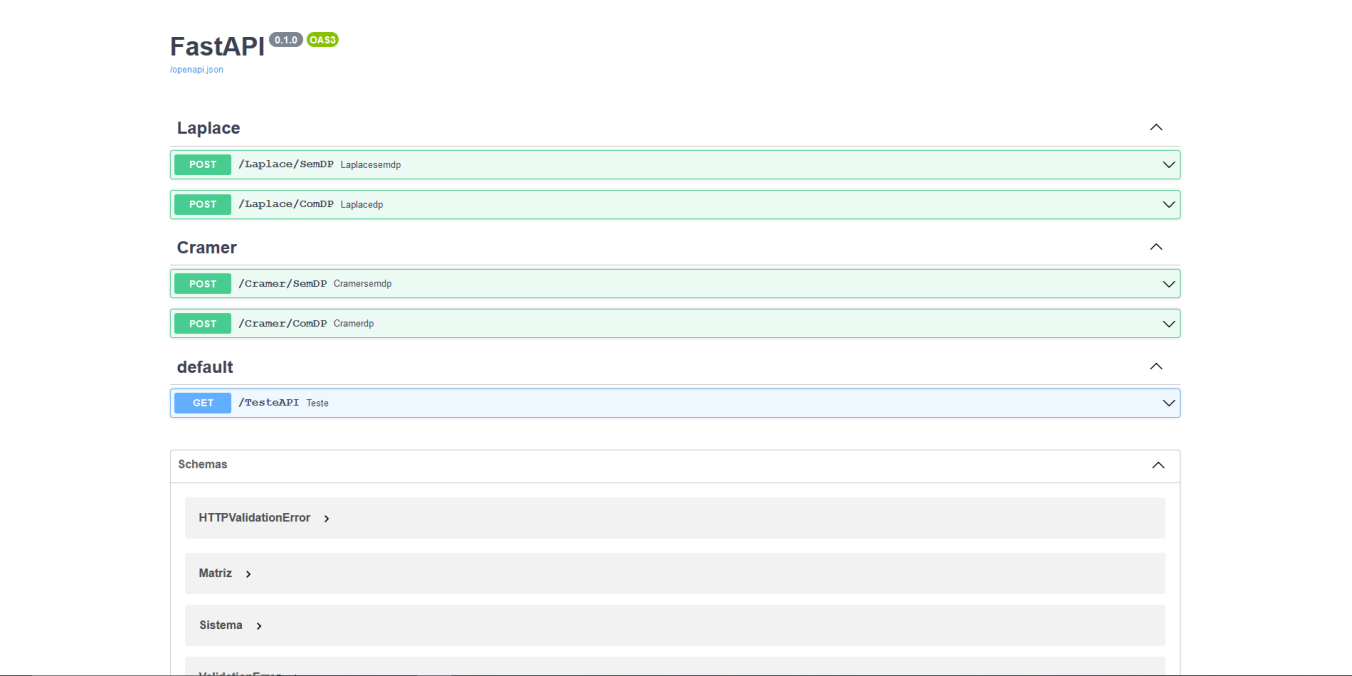 FastAPI 0.1.0 OAS3
/openapi.json
Laplace
POST /Laplace/SemDP Laplacesemdp
POST /Laplace/ComDP Laplacedp
Cramer
POST /Cramer/SemDP Cramersemdp
POST /Cramer/ComDP Cramerdp
default
GET /TesteAPI Teste
Schemas
HTTPValidationError
Matriz
Sistema
ValidationError